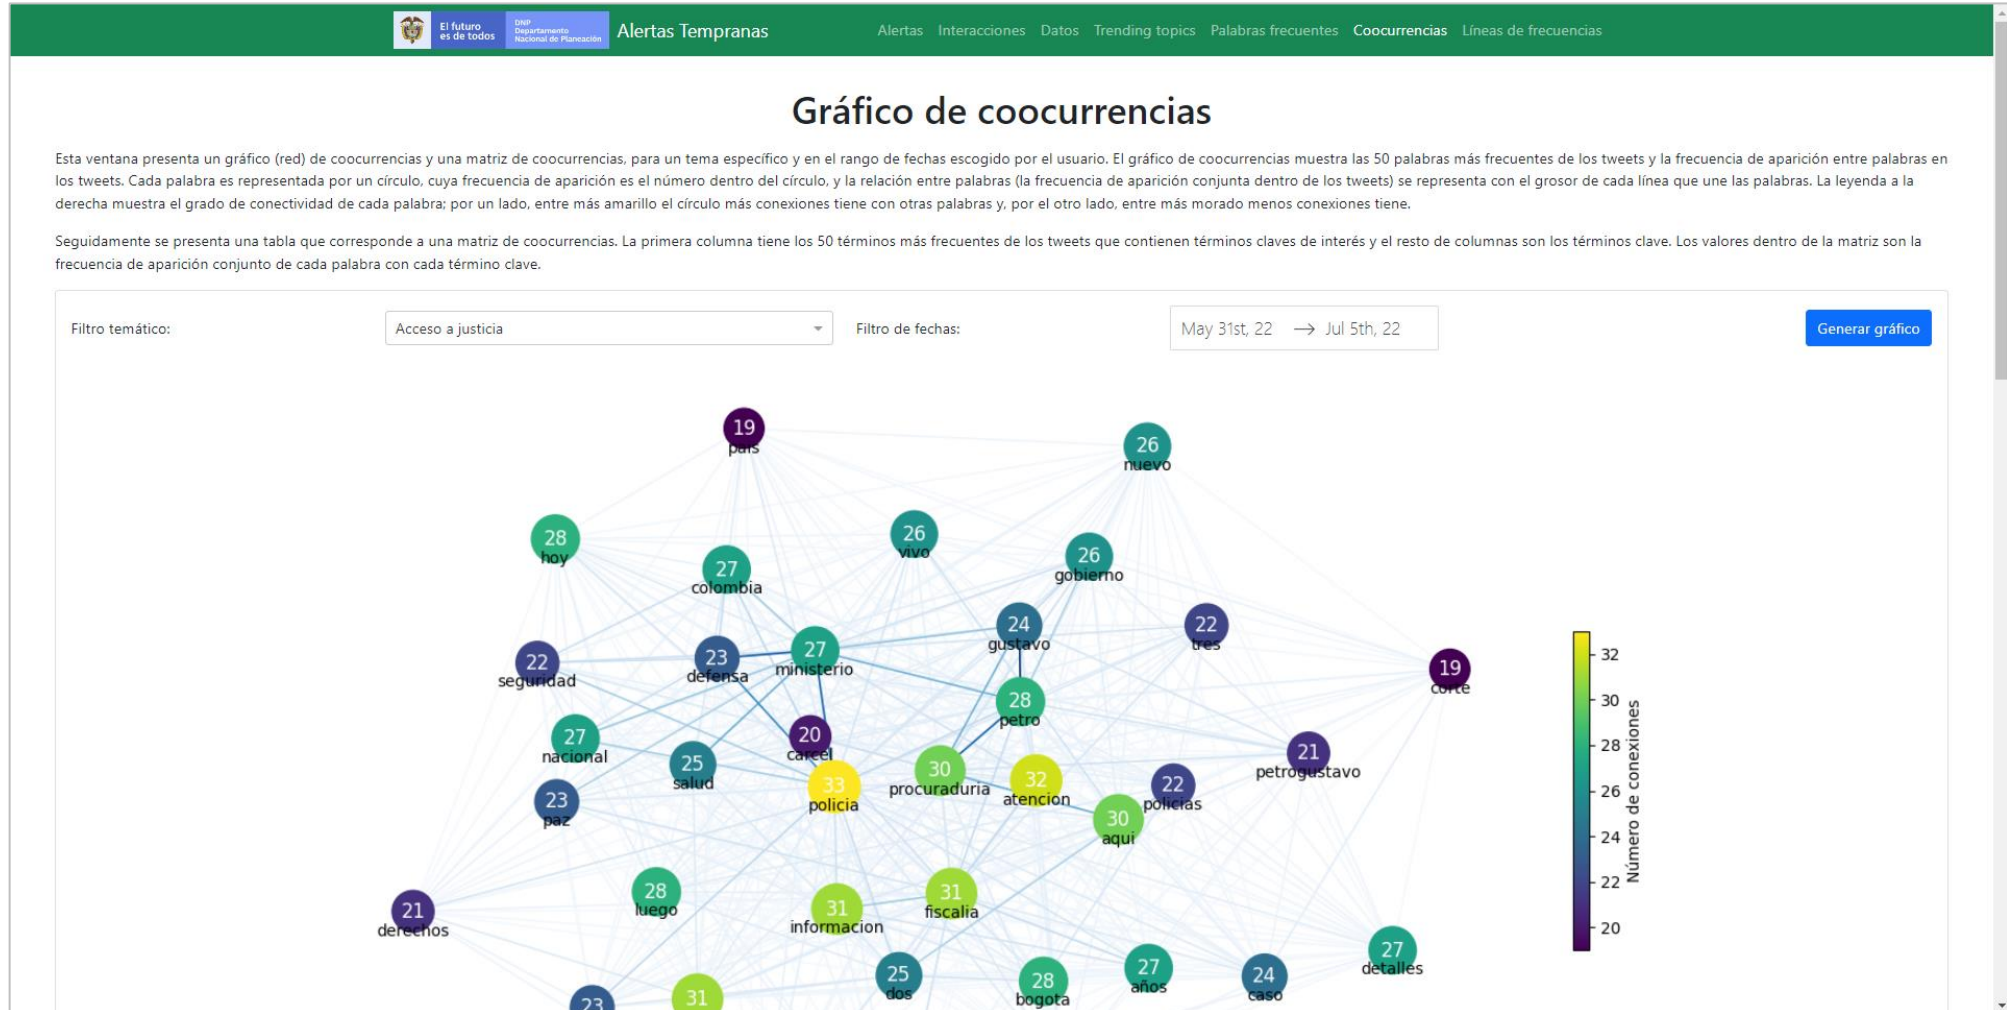 El futuro
es de todos
DNP
Departamento
Nacional de Planeación
Alertas Tempranas
Alertas Interacciones Datos Trending topics Palabras frecuentes Coocurrencias Líneas de frecuencias
Gráfico de coocurrencias
Esta ventana presenta un gráfico (red) de coocurrencias y una matriz de coocurrencias, para un tema específico y en el rango de fechas escogido por el usuario. El gráfico de coocurrencias muestra las 50 palabras más frecuentes de los tweets y la frecuencia de aparición entre palabras en
los tweets. Cada palabra es representada por un círculo, cuya frecuencia de aparición es el número dentro del círculo, y la relación entre palabras (la frecuencia de aparición conjunta dentro de los tweets) se representa con el grosor de cada línea que une las palabras. La leyenda a la
derecha muestra el grado de conectividad de cada palabra; por un lado, entre más amarillo el círculo más conexiones tiene con otras palabras y, por el otro lado, entre más morado menos conexiones tiene.
Seguidamente se presenta una tabla que corresponde a una matriz de coocurrencias. La primera columna tiene los 50 términos más frecuentes de los tweets que contienen términos claves de interés y el resto de columnas son los términos clave. Los valores dentro de la matriz son la
frecuencia de aparición conjunto de cada palabra con cada término clave.
Filtro temático:
Acceso a justicia
Filtro de fechas:
May 31st, 22 → Jul 5th, 22
Generar gráfico
19
pais
26
nuevo
28
hoy
26
vivo
26
gobierno
27
colombia
24
gustavo
22
tres
22
seguridad
23
defensa
27
ministerio
19
corte
28
petro
27
nacional
20
carcel
25
salud
21
petrogustavo
33
policia
30
procuraduria
32
atencion
22
policias
23
paz
30
aqui
28
luego
31
informacion
31
fiscalia
21
derechos
27
detalles
25
dos
28
bogota
27
años
24
caso
23
31
32
30
28
26
24
22
20
Número de conexiones